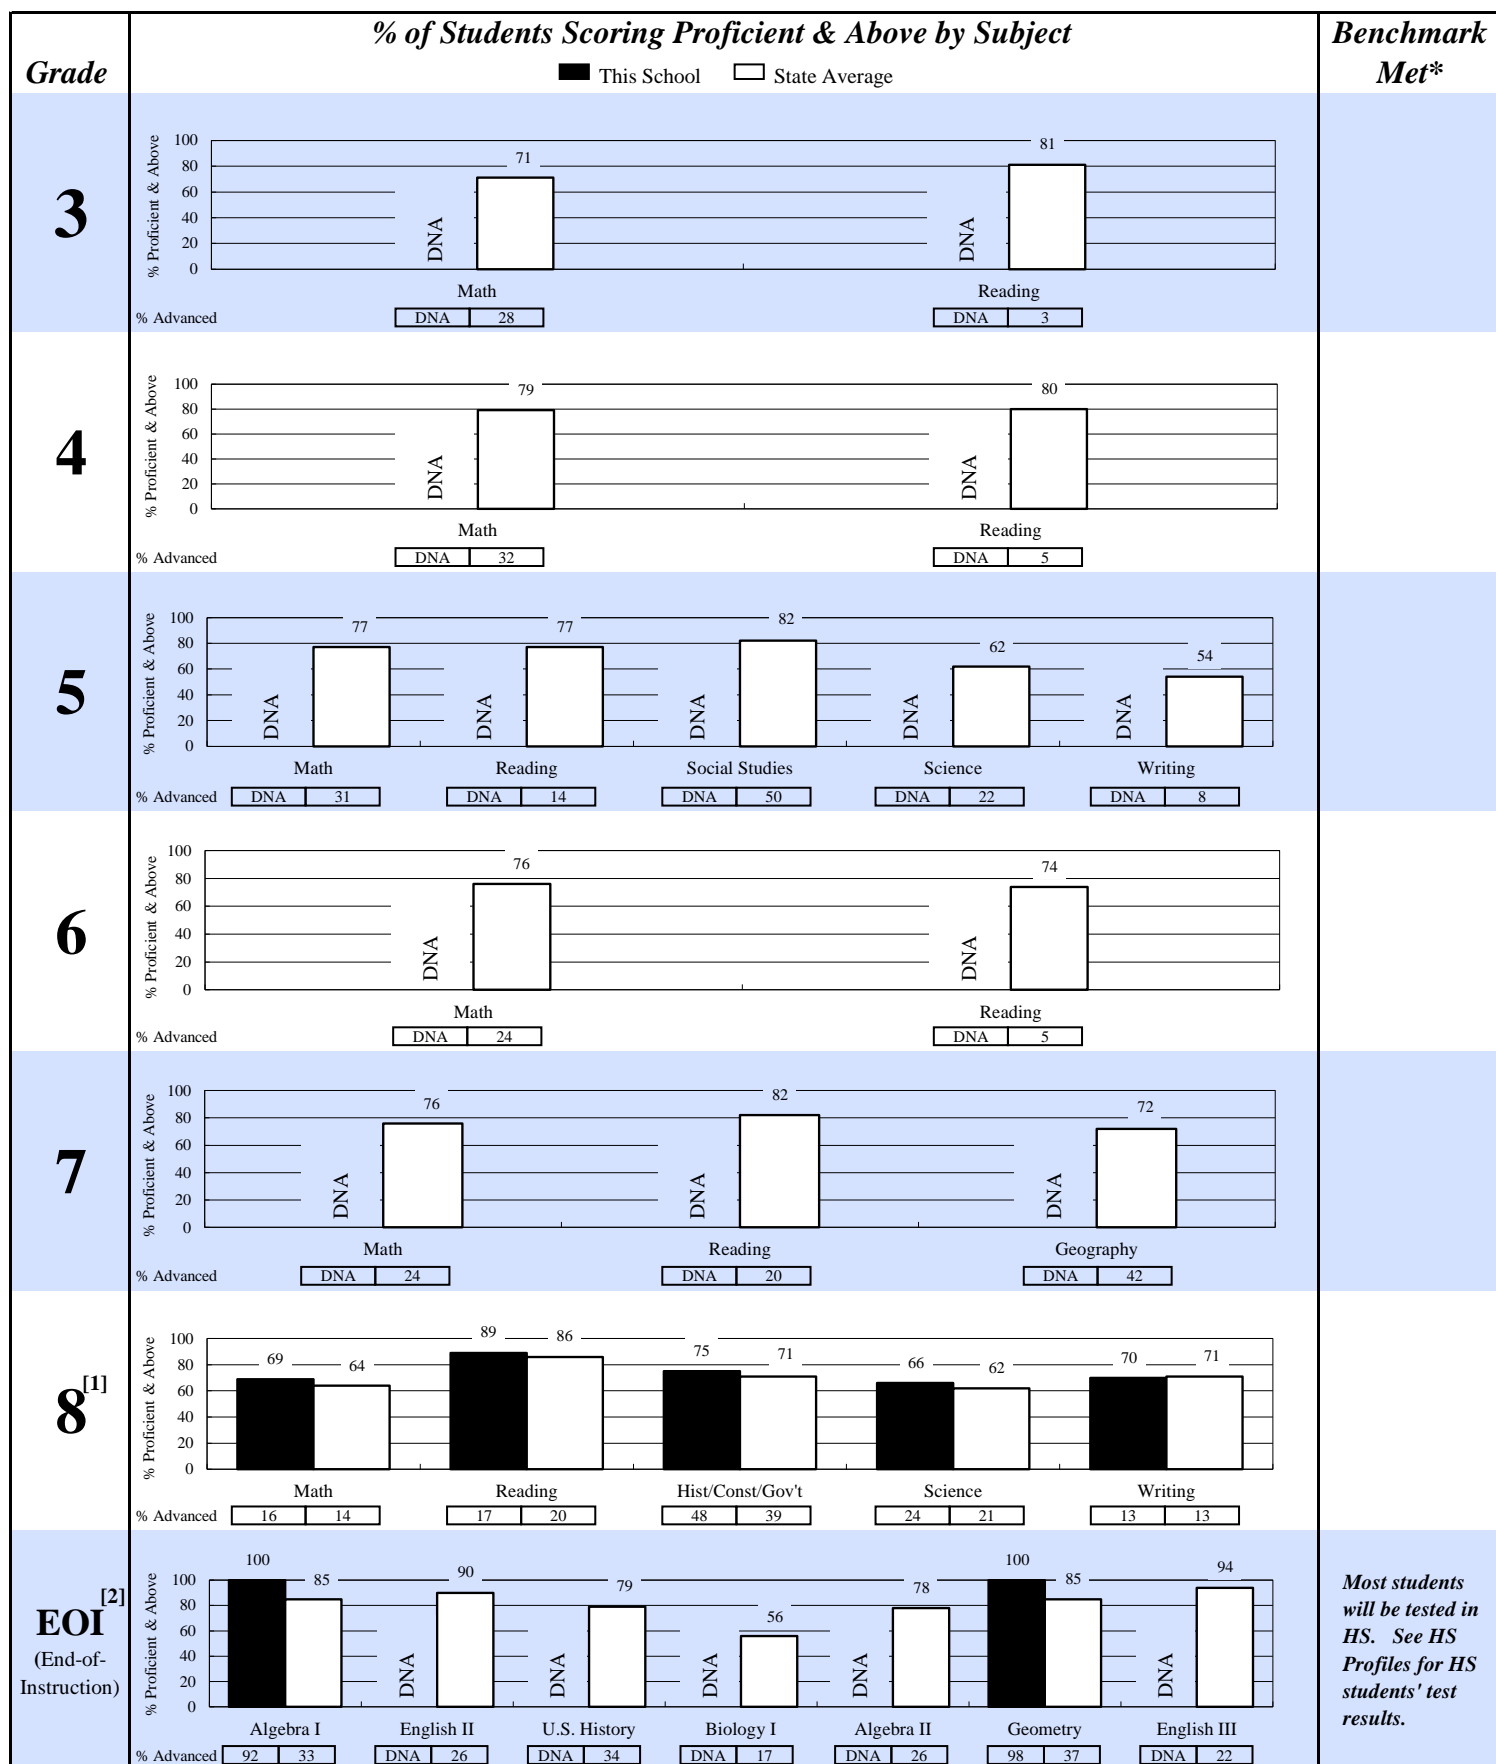 % of Students Scoring Proficient & Above by Subject
Benchmark
Met*
Grade
This School State Average
3
% Proficient & Above
100
80
60
40
20
0
DNA 71 DNA 81
Math Reading
% Advanced DNA 28 DNA 3
4
% Proficient & Above
100
80
60
40
20
0
DNA 79 DNA 80
Math Reading
% Advanced DNA 32 DNA 5
5
% Proficient & Above
100
80
60
40
20
0
DNA 77 DNA 77 DNA 82 DNA 62 DNA 54
Math Reading Social Studies Science Writing
% Advanced DNA 31 DNA 14 DNA 50 DNA 22 DNA 8
6
% Proficient & Above
100
80
60
40
20
0
DNA 76 DNA 74
Math Reading
% Advanced DNA 24 DNA 5
7
% Proficient & Above
100
80
60
40
20
0
DNA 76 DNA 82 DNA 72
Math Reading Geography
% Advanced DNA 24 DNA 20 DNA 42
8[1]
% Proficient & Above
100
80
60
40
20
0
69 64 89 86 75 71 66 62 70 71
Math Reading Hist/Const/Gov't Science Writing
% Advanced 16 14 17 20 48 39 24 21 13 13
EOI[2]
(End-of-
Instruction)
% Proficient & Above
100
80
60
40
20
0
100 85 DNA 90 DNA 79 DNA 56 DNA 78 100 85 DNA 94
Algebra I English II U.S. History Biology I Algebra II Geometry English III
% Advanced 92 33 DNA 26 DNA 34 DNA 17 DNA 26 98 37 DNA 22
Most students
will be tested in
HS. See HS
Profiles for HS
students' test
results.